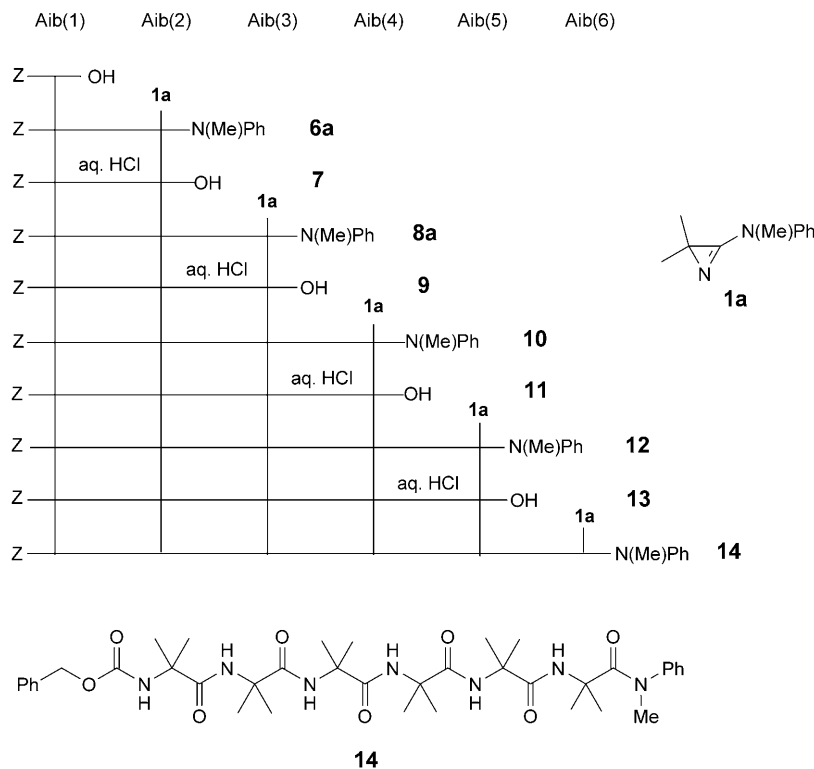 Aib(1) Aib(2) Aib(3) Aib(4) Aib(5) Aib(6)
Z OH
1a
Z N(Me)Ph 6a
aq. HCl
Z OH 7
1a
Z N(Me)Ph 8a
aq. HCl
Z OH 9
1a
Z N(Me)Ph 10
aq. HCl
Z OH 11
1a
Z N(Me)Ph 12
aq. HCl
Z OH 13
1a
Z N(Me)Ph 14
N(Me)Ph
N
1a
O H N O H N O H N O
Ph O N H O N H O N H O N Ph
Me
14